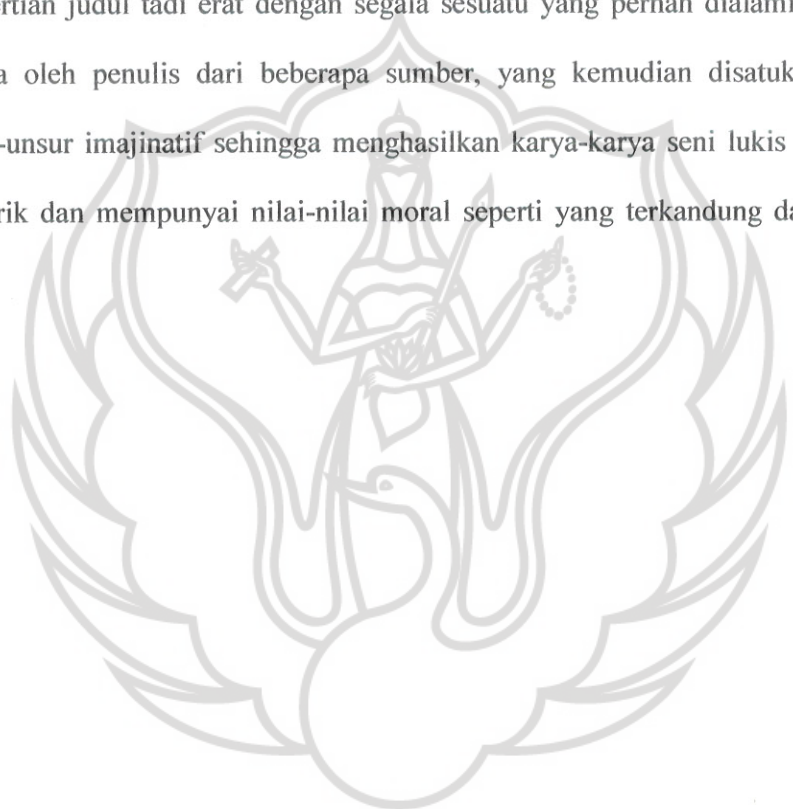 ertian judul tadi erat dengan segala sesuatu yang pernah dialami
a oleh penulis dari beberapa sumber, yang kemudian disatuk
-unsur imajinatif sehingga menghasilkan karya-karya seni lukis
rik dan mempunyai nilai-nilai moral seperti yang terkandung da